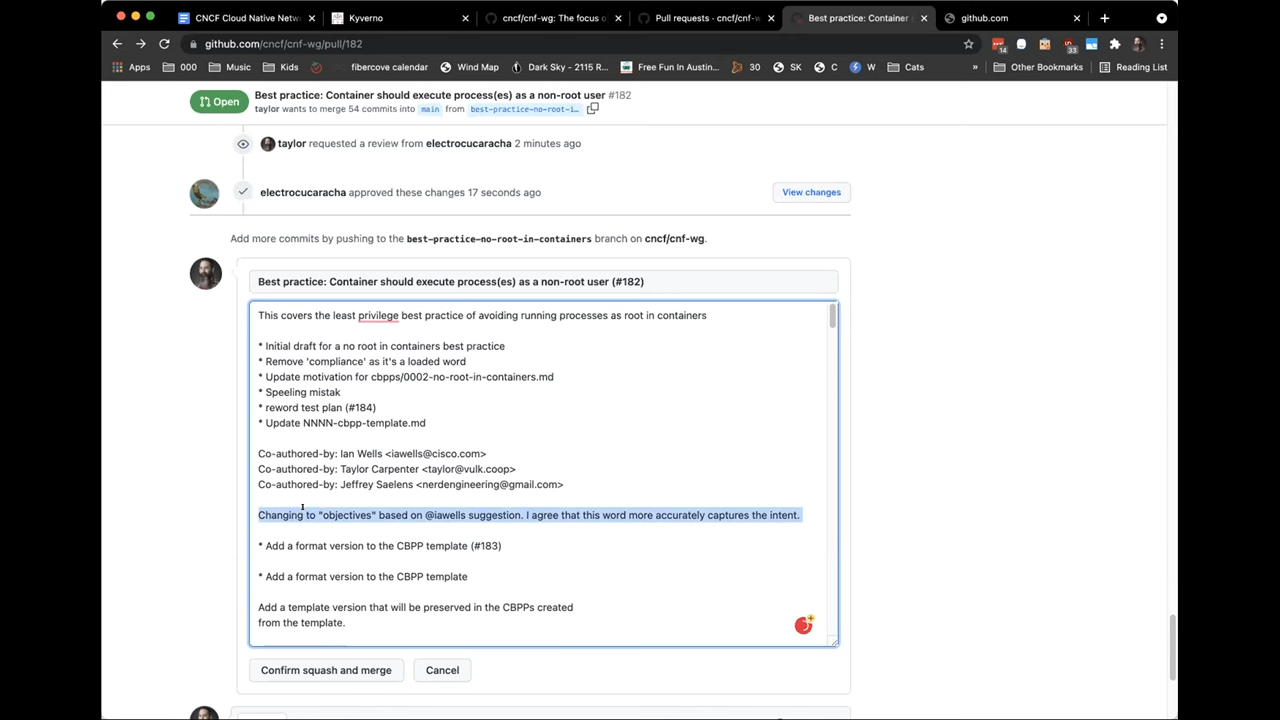 CNCF Cloud Native Netw
Kyverno
cncf/cnf-wg: The focus o
Pull requests · cncf/cnf-w
Best practice: Container
github.com
github.com/cncf/cnf-wg/pull/182
14
33
Apps
000
Music
Kids
fibercove calendar
Wind Map
Dark Sky - 2115 R...
Free Fun In Austin...
30
SK
C
W
Cats
»
Other Bookmarks
Reading List
Open
Best practice: Container should execute process(es) as a non-root user #182
taylor wants to merge 54 commits into main from best-practice-no-root-i…
taylor requested a review from electrocucaracha 2 minutes ago
electrocucaracha approved these changes 17 seconds ago
View changes
Add more commits by pushing to the best-practice-no-root-in-containers branch on cncf/cnf-wg.
Best practice: Container should execute process(es) as a non-root user (#182)
This covers the least privilege best practice of avoiding running processes as root in containers
* Initial draft for a no root in containers best practice
* Remove 'compliance' as it's a loaded word
* Update motivation for cbpps/0002-no-root-in-containers.md
* Speeling mistak
* reword test plan (#184)
* Update NNNN-cbpp-template.md
Co-authored-by: Ian Wells <iawells@cisco.com>
Co-authored-by: Taylor Carpenter <taylor@vulk.coop>
Co-authored-by: Jeffrey Saelens <nerdengineering@gmail.com>
Changing to "objectives" based on @iawells suggestion. I agree that this word more accurately captures the intent.
* Add a format version to the CBPP template (#183)
* Add a format version to the CBPP template
Add a template version that will be preserved in the CBPPs created
from the template.
Confirm squash and merge
Cancel